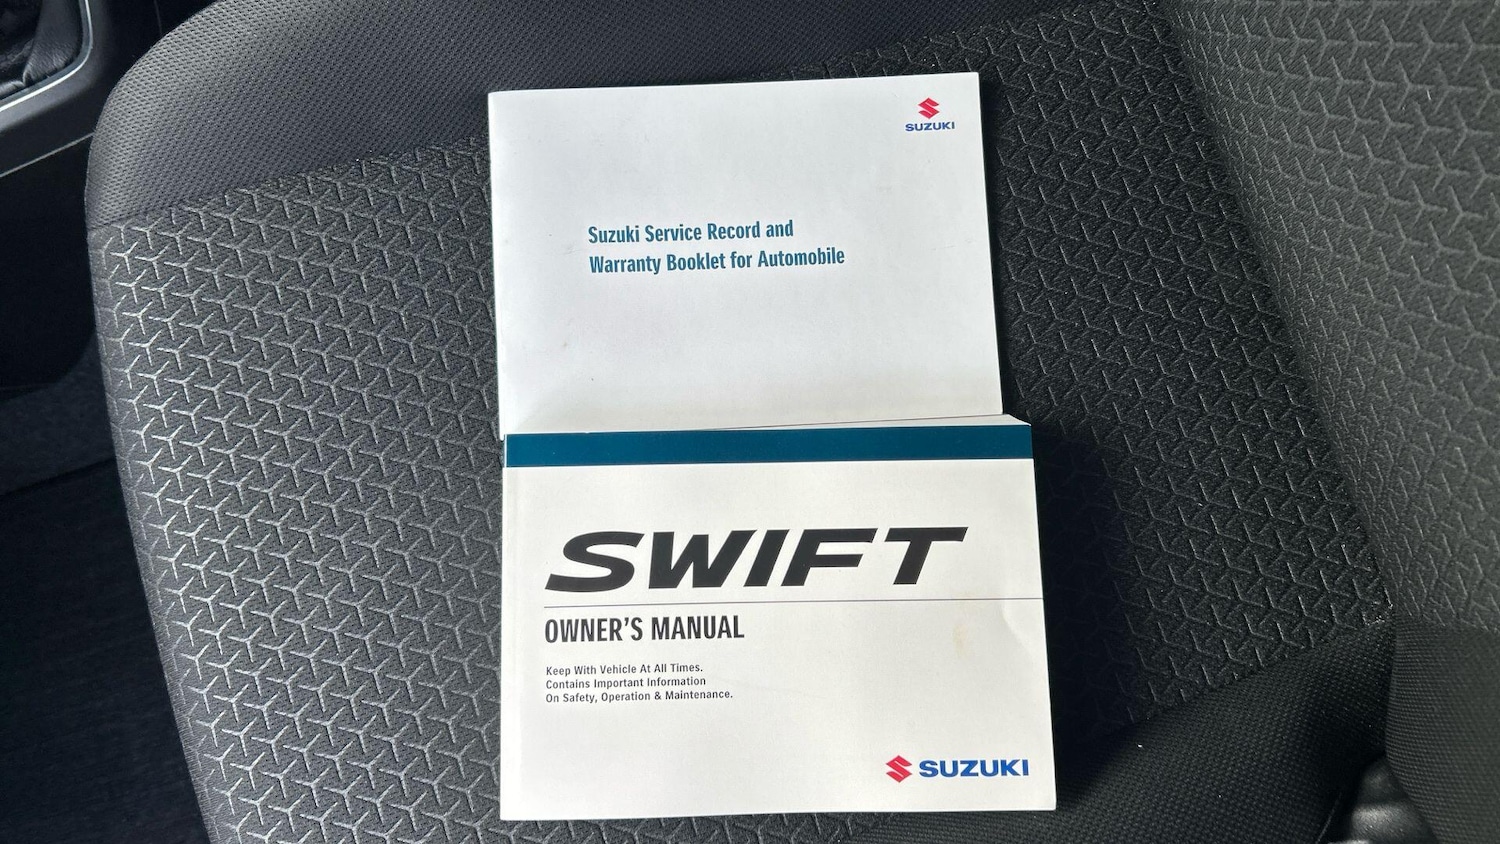 SUZUKI
Suzuki Service Record and
Warranty Booklet for Automobile
SWIFT
OWNER'S MANUAL
Keep With Vehicle At All Times.
Contains Important Information
On Safety, Operation & Maintenance.
SUZUKI